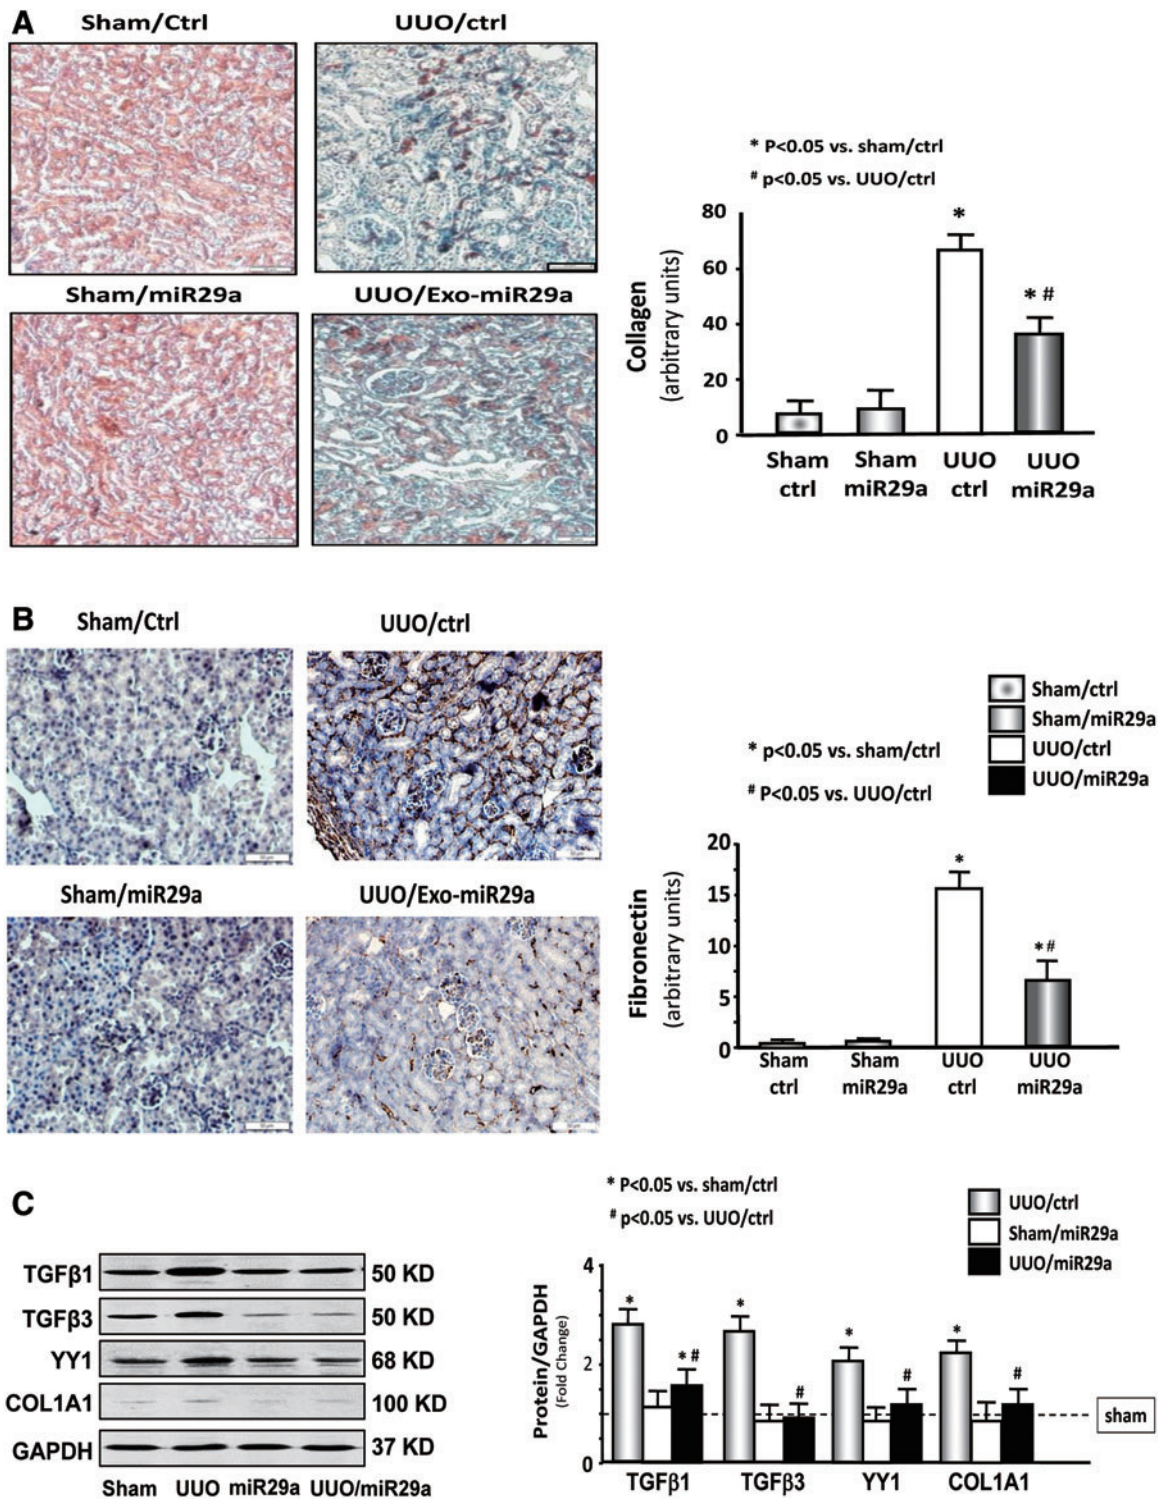 A
Sham/Ctrl
UUO/ctrl
Sham/miR29a
UUO/Exo-miR29a
* P<0.05 vs. sham/ctrl
# p<0.05 vs. UUO/ctrl
Collagen
(arbitrary units)
80
60
40
20
0
*
* #
Sham ctrl
Sham miR29a
UUO ctrl
UUO miR29a
B
Sham/Ctrl
UUO/ctrl
Sham/miR29a
UUO/Exo-miR29a
Sham/ctrl
Sham/miR29a
UUO/ctrl
UUO/miR29a
* p<0.05 vs. sham/ctrl
# P<0.05 vs. UUO/ctrl
Fibronectin
(arbitrary units)
20
15
10
5
0
*
*#
Sham ctrl
Sham miR29a
UUO ctrl
UUO miR29a
C
TGFβ1 50 KD
TGFβ3 50 KD
YY1 68 KD
COL1A1 100 KD
GAPDH 37 KD
Sham UUO miR29a UUO/miR29a
* P<0.05 vs. sham/ctrl
# p<0.05 vs. UUO/ctrl
UUO/ctrl
Sham/miR29a
UUO/miR29a
Protein/GAPDH
(Fold Change)
4
2
0
*
* #
*
#
*
#
*
#
sham
TGFβ1 TGFβ3 YY1 COL1A1